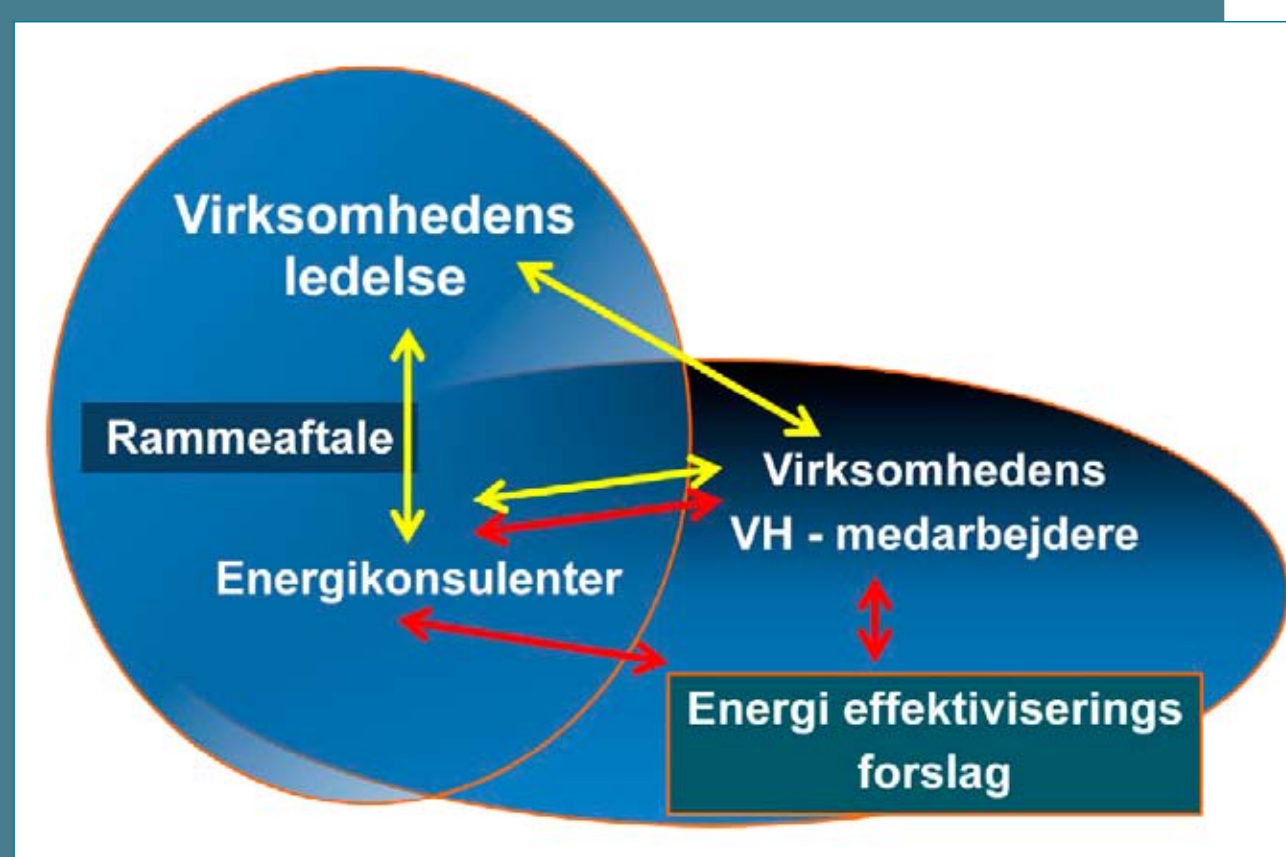 Virksomhedens
ledelse
Rammeaftale
Energikonsulenter
Virksomhedens
VH - medarbejdere
Energi effektiviserings
forslag